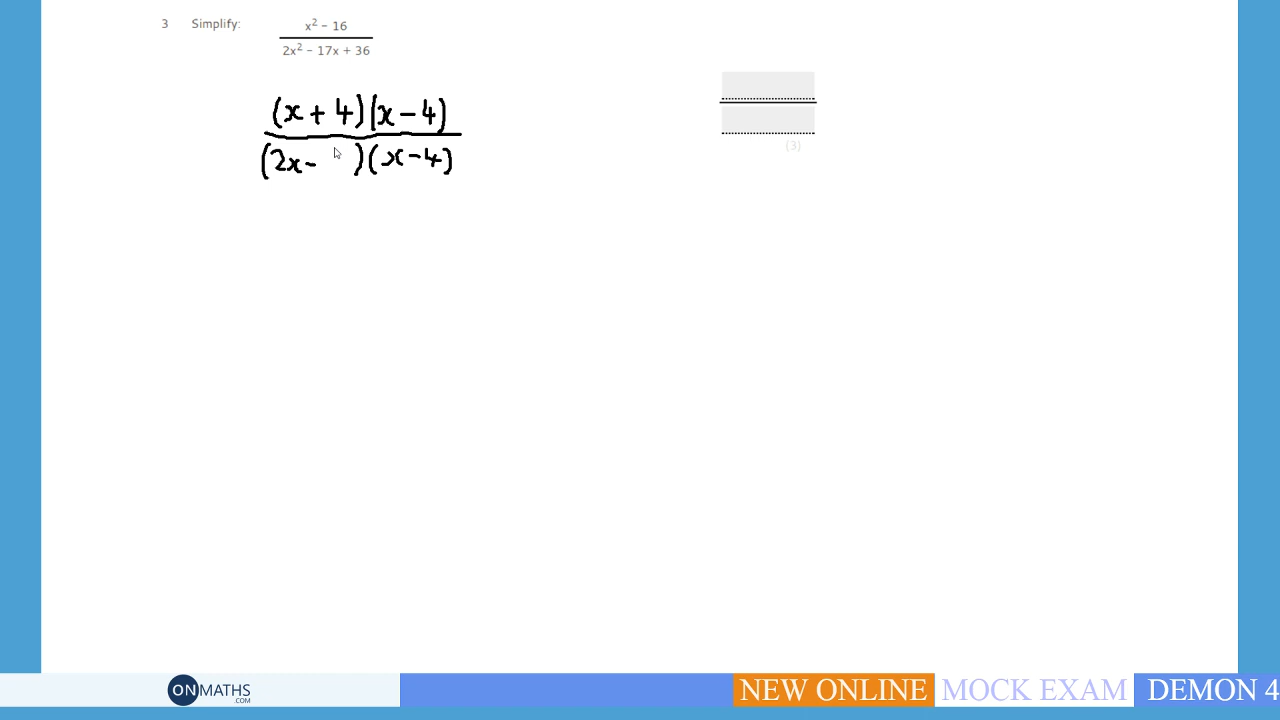 3 Simplify: x² – 16
2x² – 17x + 36
(x + 4)(x – 4)
(2x –   )(x – 4)
(3)
ONMATHS
.COM
NEW ONLINE MOCK EXAM DEMON 4